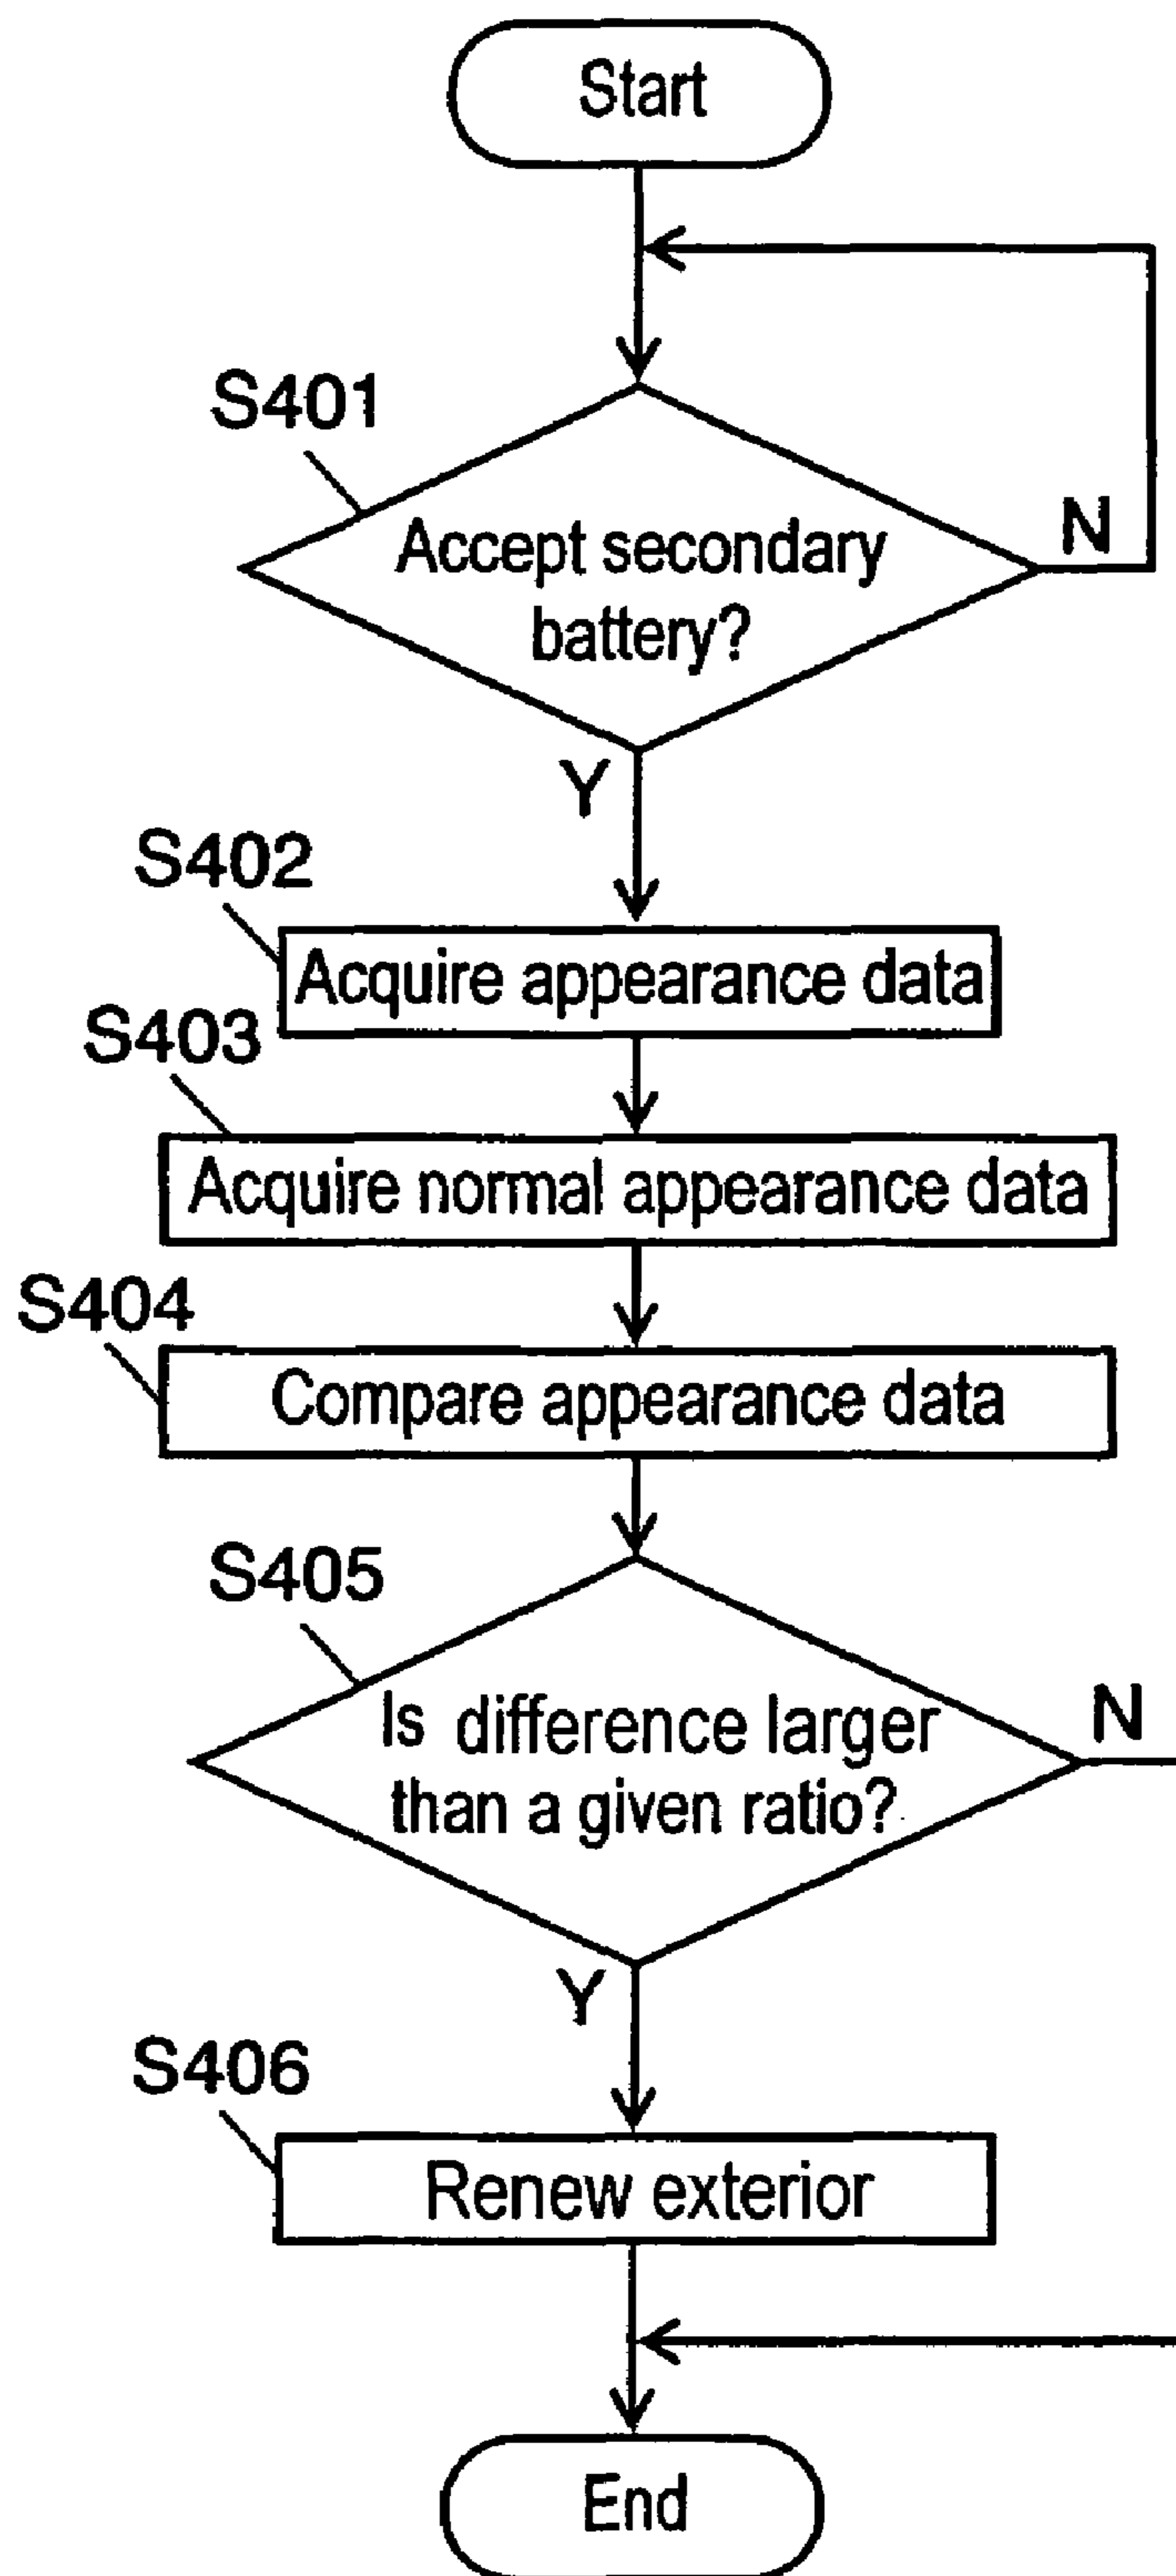 Start
S401
Accept secondary
battery?
N
Y
S402
Acquire appearance data
S403
Acquire normal appearance data
S404
Compare appearance data
S405
Is difference larger
than a given ratio?
N
Y
S406
Renew exterior
End